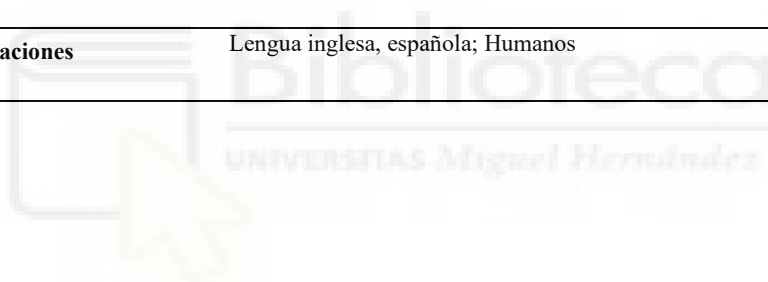 aciones Lengua inglesa, española; Humanos
Biblioteca
UNIVERSITAS Miguel Hernández